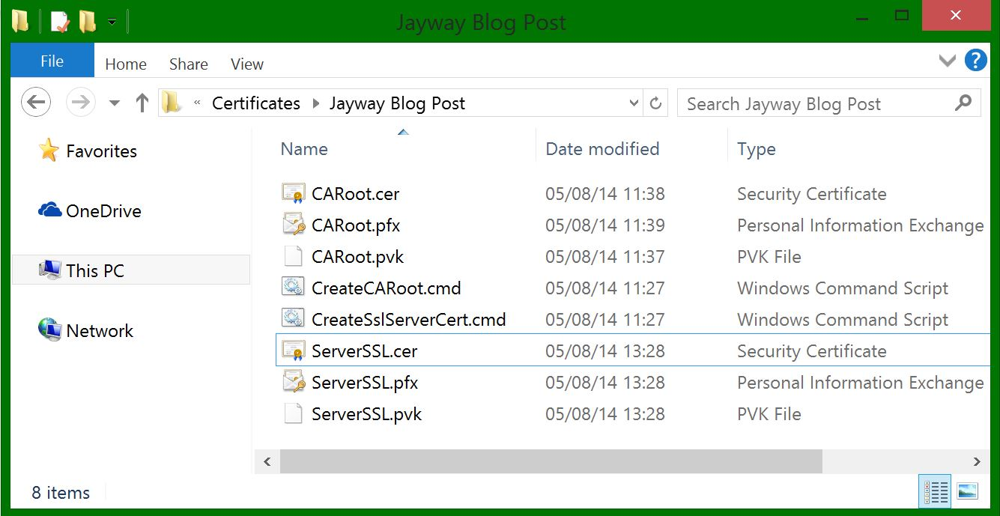 Jayway Blog Post
File Home Share View ?
« Certificates Jayway Blog Post Search Jayway Blog Post
Favorites
OneDrive
This PC
Network
Name Date modified Type
CARoot.cer 05/08/14 11:38 Security Certificate
CARoot.pfx 05/08/14 11:39 Personal Information Exchange
CARoot.pvk 05/08/14 11:37 PVK File
CreateCARoot.cmd 05/08/14 11:27 Windows Command Script
CreateSslServerCert.cmd 05/08/14 11:27 Windows Command Script
ServerSSL.cer 05/08/14 13:28 Security Certificate
ServerSSL.pfx 05/08/14 13:28 Personal Information Exchange
ServerSSL.pvk 05/08/14 13:28 PVK File
8 items